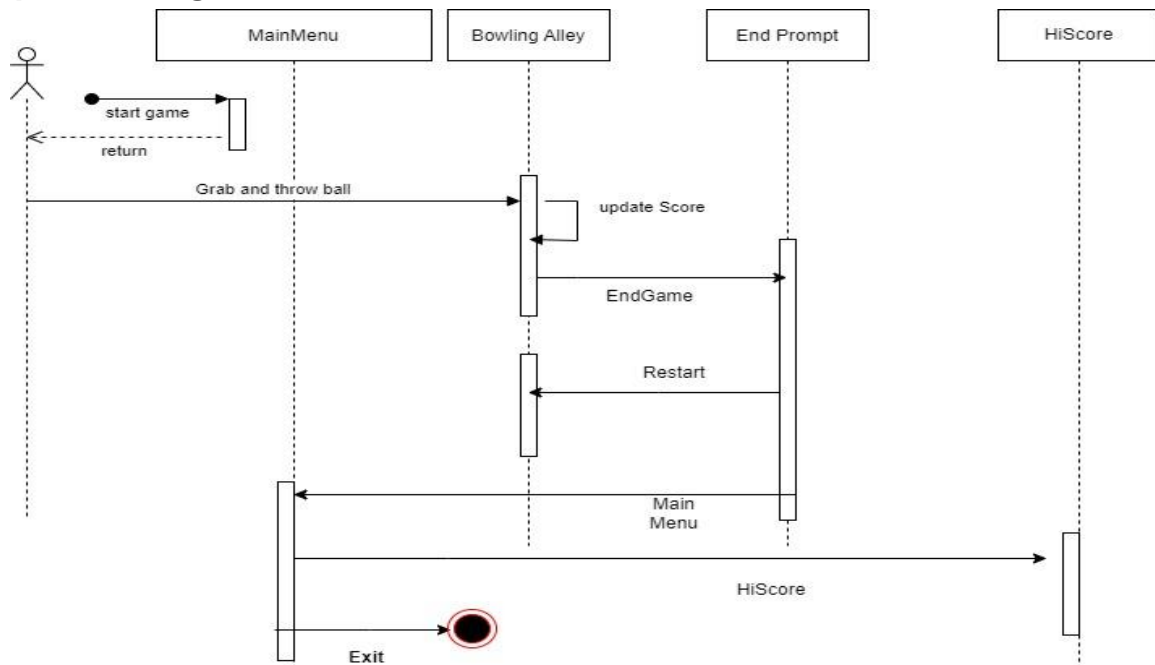 MainMenu
Bowling Alley
End Prompt
HiScore
start game
return
Grab and throw ball
update Score
EndGame
Restart
Main
Menu
HiScore
Exit